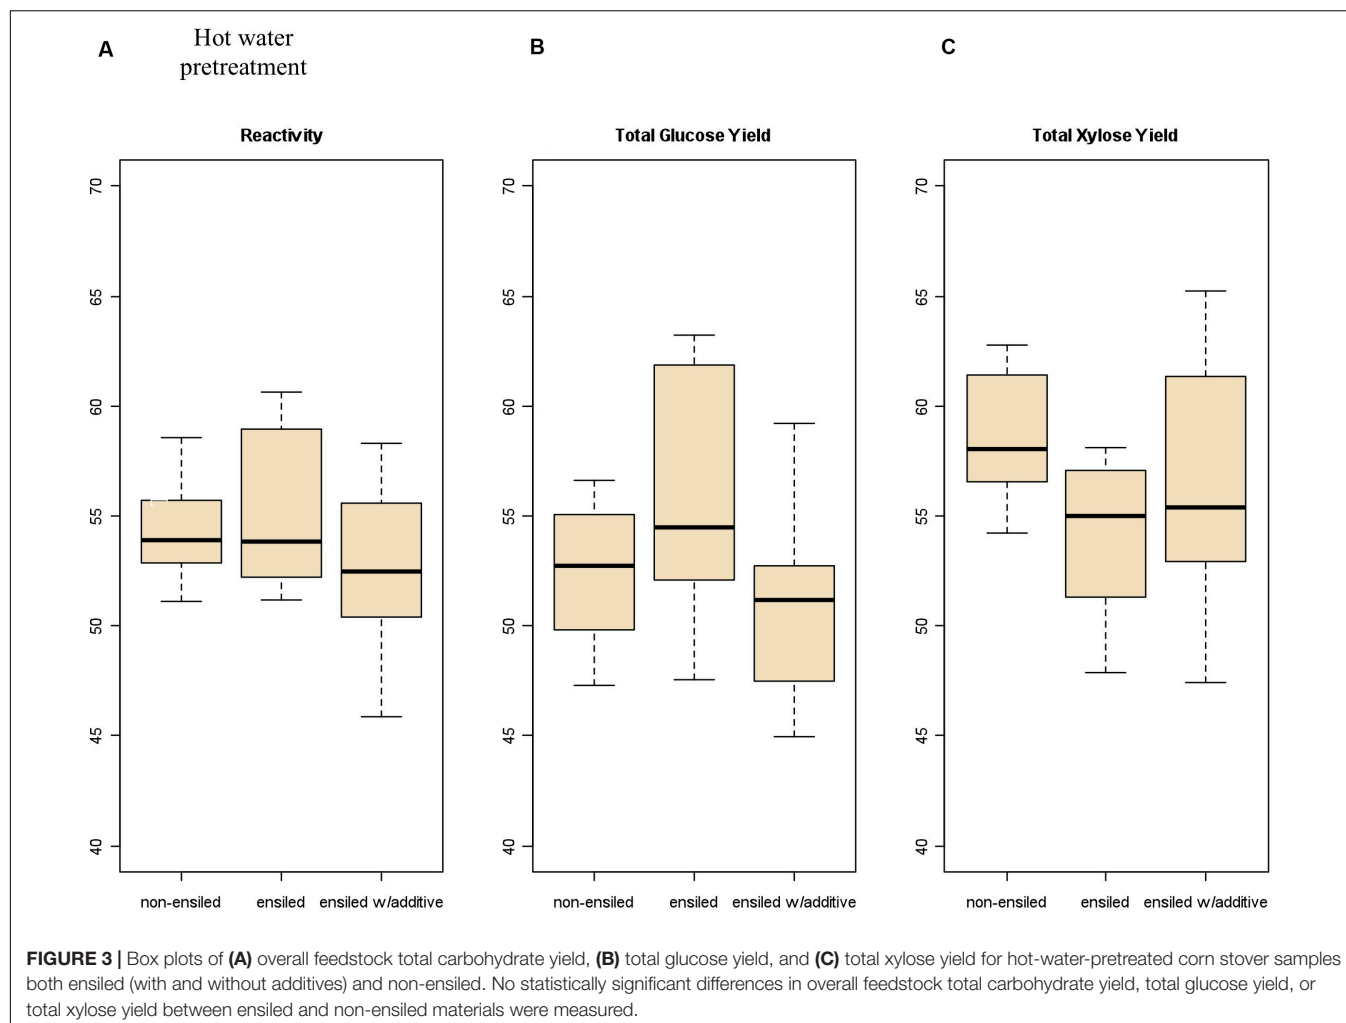 A
Hot water
pretreatment
B
C
Reactivity
Total Glucose Yield
Total Xylose Yield
70
65
60
55
50
45
40
70
65
60
55
50
45
40
70
65
60
55
50
45
40
non-ensiled ensiled ensiled w/additive
non-ensiled ensiled ensiled w/additive
non-ensiled ensiled ensiled w/additive
FIGURE 3 | Box plots of (A) overall feedstock total carbohydrate yield, (B) total glucose yield, and (C) total xylose yield for hot-water-pretreated corn stover samples
both ensiled (with and without additives) and non-ensiled. No statistically significant differences in overall feedstock total carbohydrate yield, total glucose yield, or
total xylose yield between ensiled and non-ensiled materials were measured.